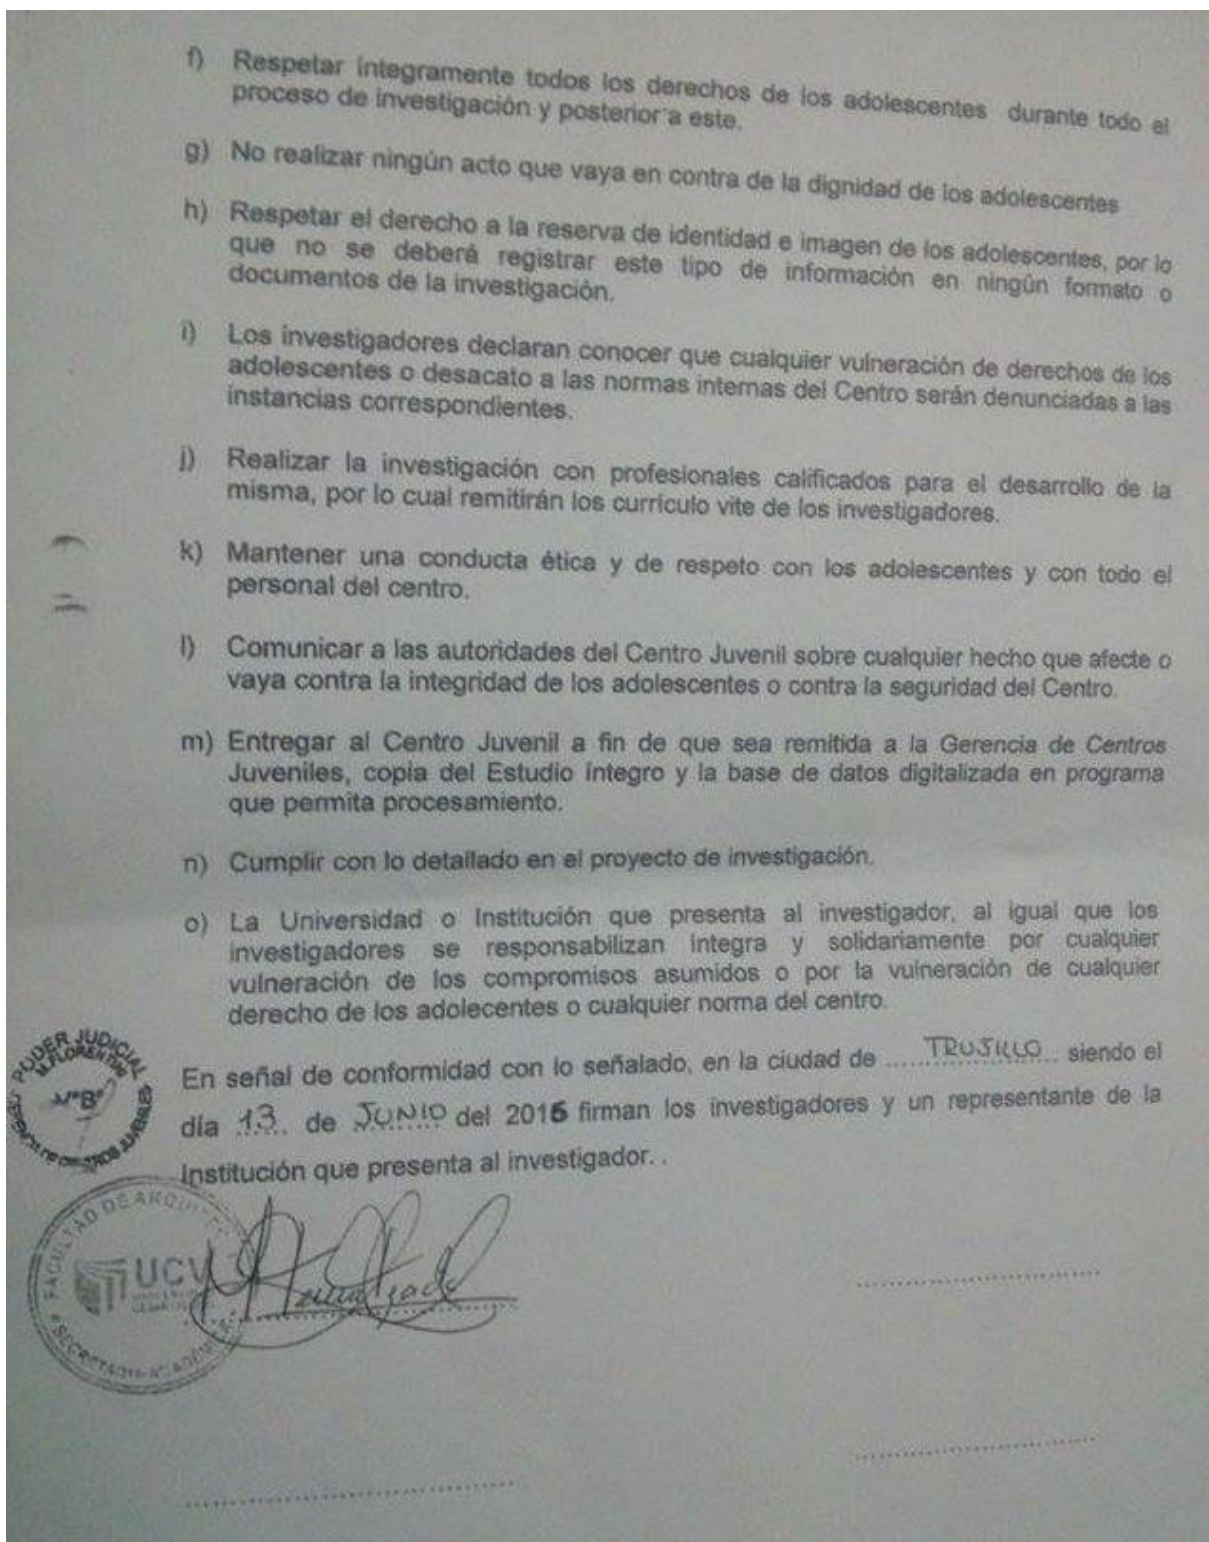 f) Respetar íntegramente todos los derechos de los adolescentes durante todo el
proceso de investigación y posterior a este.
g) No realizar ningún acto que vaya en contra de la dignidad de los adolescentes
h) Respetar el derecho a la reserva de identidad e imagen de los adolescentes, por lo
que no se deberá registrar este tipo de información en ningún formato o
documentos de la investigación.
i) Los investigadores declaran conocer que cualquier vulneración de derechos de los
adolescentes o desacato a las normas internas del Centro serán denunciadas a las
instancias correspondientes.
j) Realizar la investigación con profesionales calificados para el desarrollo de la
misma, por lo cual remitirán los currículo vite de los investigadores.
k) Mantener una conducta ética y de respeto con los adolescentes y con todo el
personal del centro.
l) Comunicar a las autoridades del Centro Juvenil sobre cualquier hecho que afecte o
vaya contra la integridad de los adolescentes o contra la seguridad del Centro.
m) Entregar al Centro Juvenil a fin de que sea remitida a la Gerencia de Centros
Juveniles, copia del Estudio íntegro y la base de datos digitalizada en programa
que permita procesamiento.
n) Cumplir con lo detallado en el proyecto de investigación.
o) La Universidad o Institución que presenta al investigador, al igual que los
investigadores se responsabilizan íntegra y solidariamente por cualquier
vulneración de los compromisos asumidos o por la vulneración de cualquier
derecho de los adolecentes o cualquier norma del centro.
PODER JUDICIAL
M.FLORENTINI
N°B°
CENTROS JUVENILES
En señal de conformidad con lo señalado, en la ciudad de ...... TRUJILLO ... siendo el
día 13 de JUNIO del 2016 firman los investigadores y un representante de la
Institución que presenta al investigador. .
FACULTAD DE ARQUI
UCV
SECRETARIA ACADÉMICA